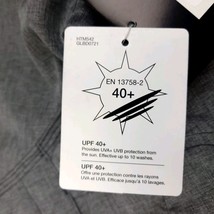 HTM542
GLBD0721
EN 13758-2
40+
UPF 40+
Provides UVA+ UVB protection from
the sun. Effective up to 10 washes.
UPF 40+
Offre une protection contre les rayons
UVA et UVB. Efficace jusqu'à 10 lavages.